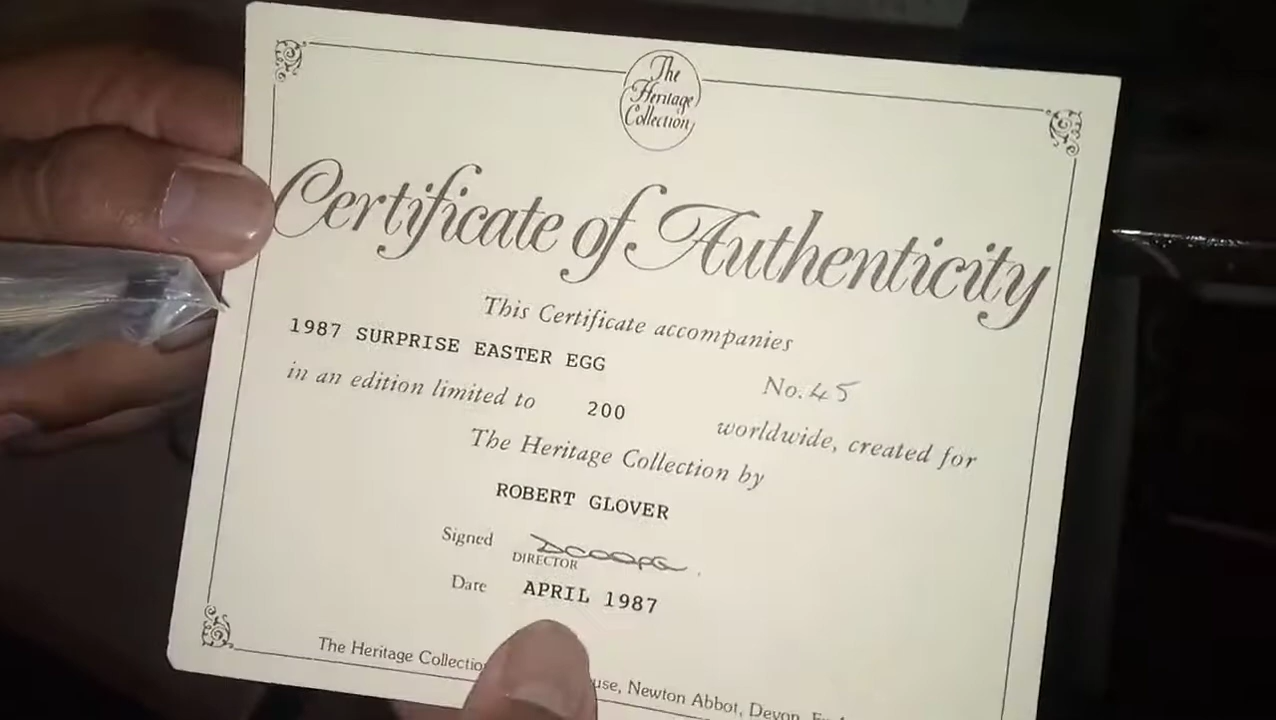 The
Heritage
Collection
Certificate of Authenticity
This Certificate accompanies
1987 SURPRISE EASTER EGG No. 45
in an edition limited to 200 worldwide, created for
The Heritage Collection by
ROBERT GLOVER
Signed
DIRECTOR
Date APRIL 1987
The Heritage Newton Abbot, Devon,